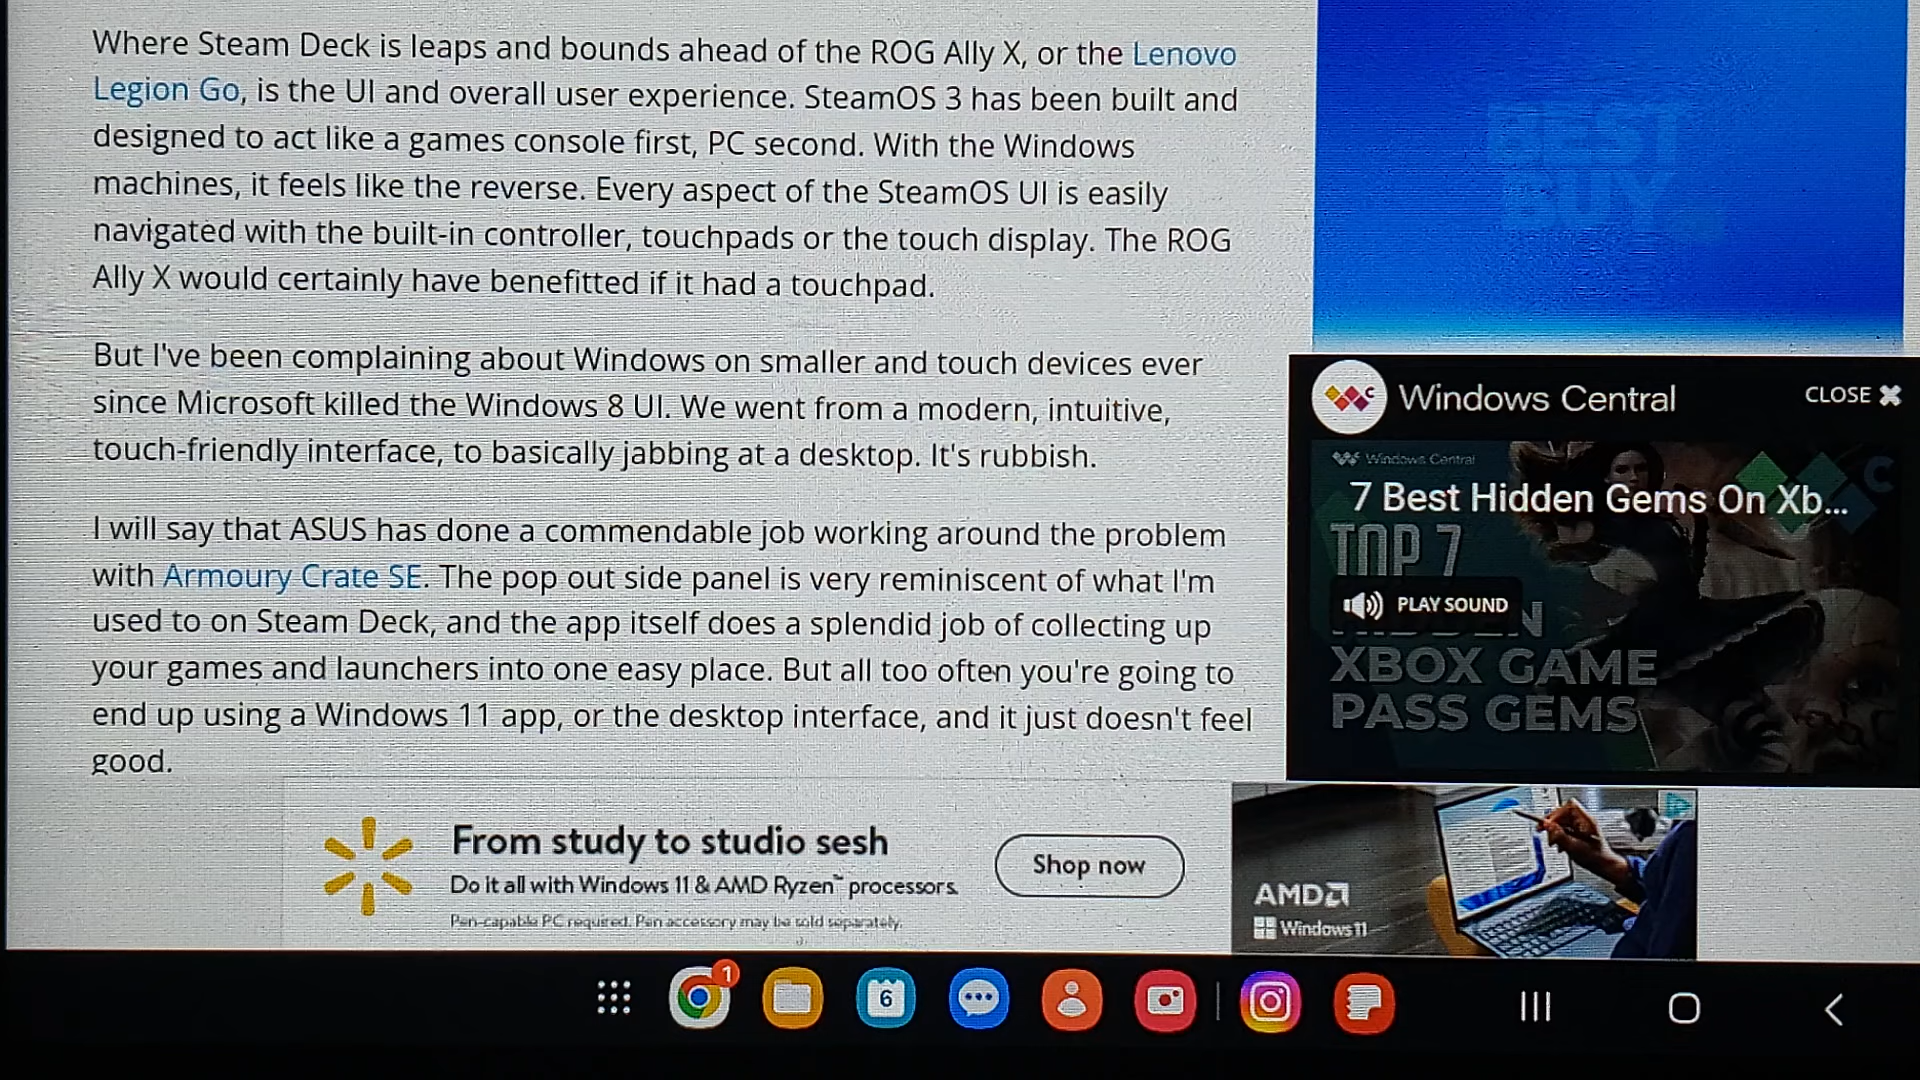 Where Steam Deck is leaps and bounds ahead of the ROG Ally X, or the Lenovo
Legion Go, is the UI and overall user experience. SteamOS 3 has been built and
designed to act like a games console first, PC second. With the Windows
machines, it feels like the reverse. Every aspect of the SteamOS UI is easily
navigated with the built-in controller, touchpads or the touch display. The ROG
Ally X would certainly have benefitted if it had a touchpad.
But I've been complaining about Windows on smaller and touch devices ever
since Microsoft killed the Windows 8 UI. We went from a modern, intuitive,
touch-friendly interface, to basically jabbing at a desktop. It's rubbish.
I will say that ASUS has done a commendable job working around the problem
with Armoury Crate SE. The pop out side panel is very reminiscent of what I'm
used to on Steam Deck, and the app itself does a splendid job of collecting up
your games and launchers into one easy place. But all too often you're going to
end up using a Windows 11 app, or the desktop interface, and it just doesn't feel
good.
BEST
BUY
Windows Central
CLOSE
Windows Central
7 Best Hidden Gems On Xb...
TOP 7
PLAY SOUND
XBOX GAME
PASS GEMS
From study to studio sesh
Do it all with Windows 11 & AMD Ryzen™ processors.
Pen-capable PC required. Pen accessory may be sold separately.
Shop now
AMD
Windows 11
1
6